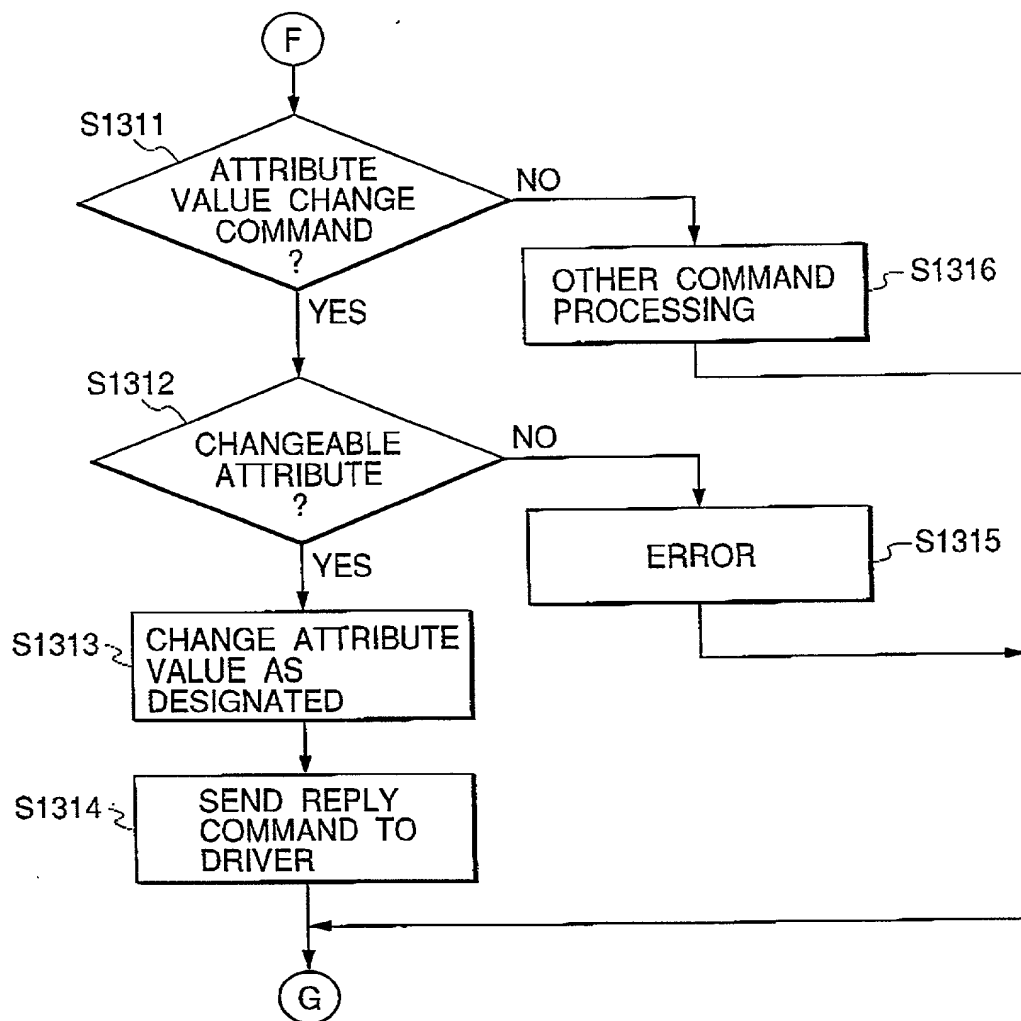 F
S1311
ATTRIBUTE
VALUE CHANGE
COMMAND
?
NO
YES
OTHER COMMAND
PROCESSING
S1316
S1312
CHANGEABLE
ATTRIBUTE
?
NO
YES
ERROR
S1315
S1313
CHANGE ATTRIBUTE
VALUE AS
DESIGNATED
S1314
SEND REPLY
COMMAND TO
DRIVER
G